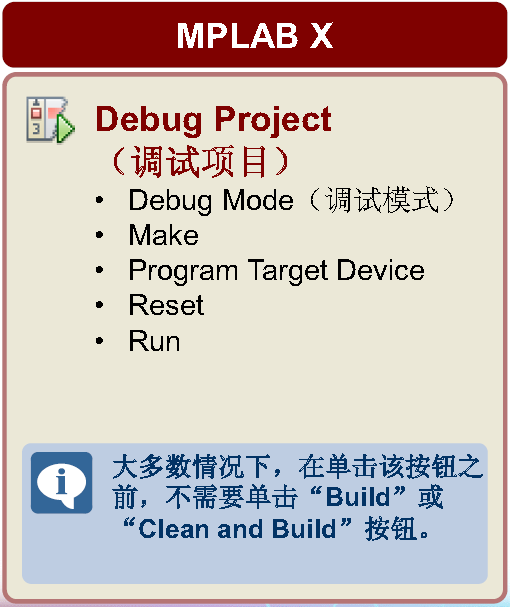 MPLAB X
Debug Project
（调试项目）
• Debug Mode（调试模式）
• Make
• Program Target Device
• Reset
• Run
大多数情况下，在单击该按钮之
前，不需要单击“Build”或
“Clean and Build”按钮。